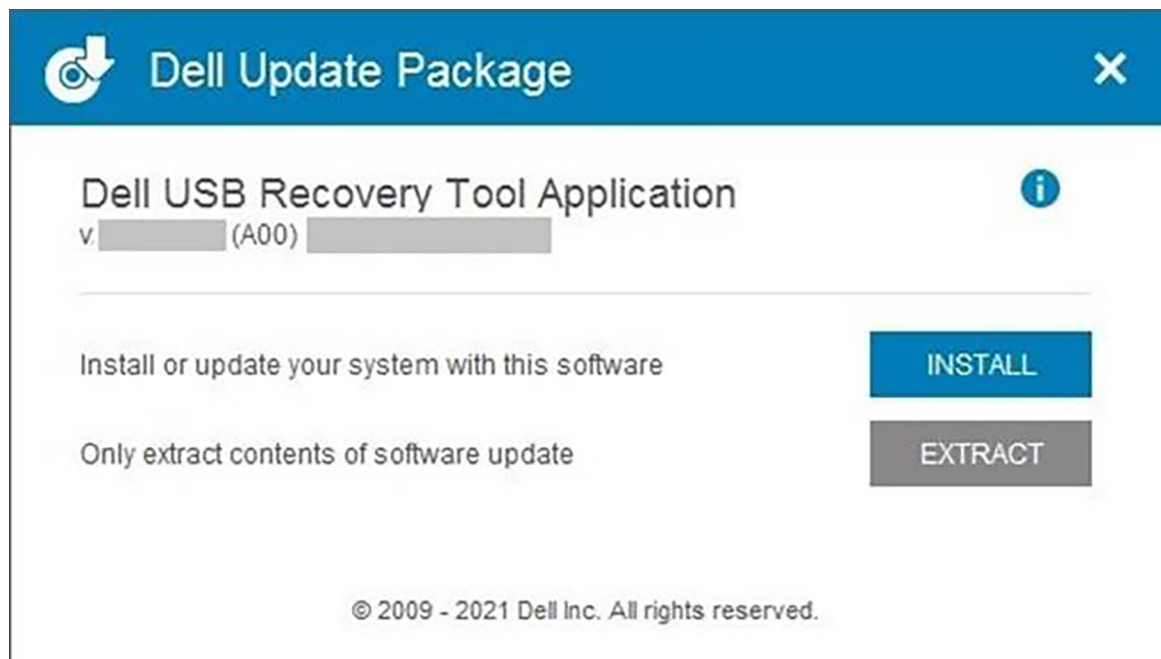 Dell Update Package
Dell USB Recovery Tool Application
v. (A00)
Install or update your system with this software
INSTALL
Only extract contents of software update
EXTRACT
© 2009 - 2021 Dell Inc. All rights reserved.